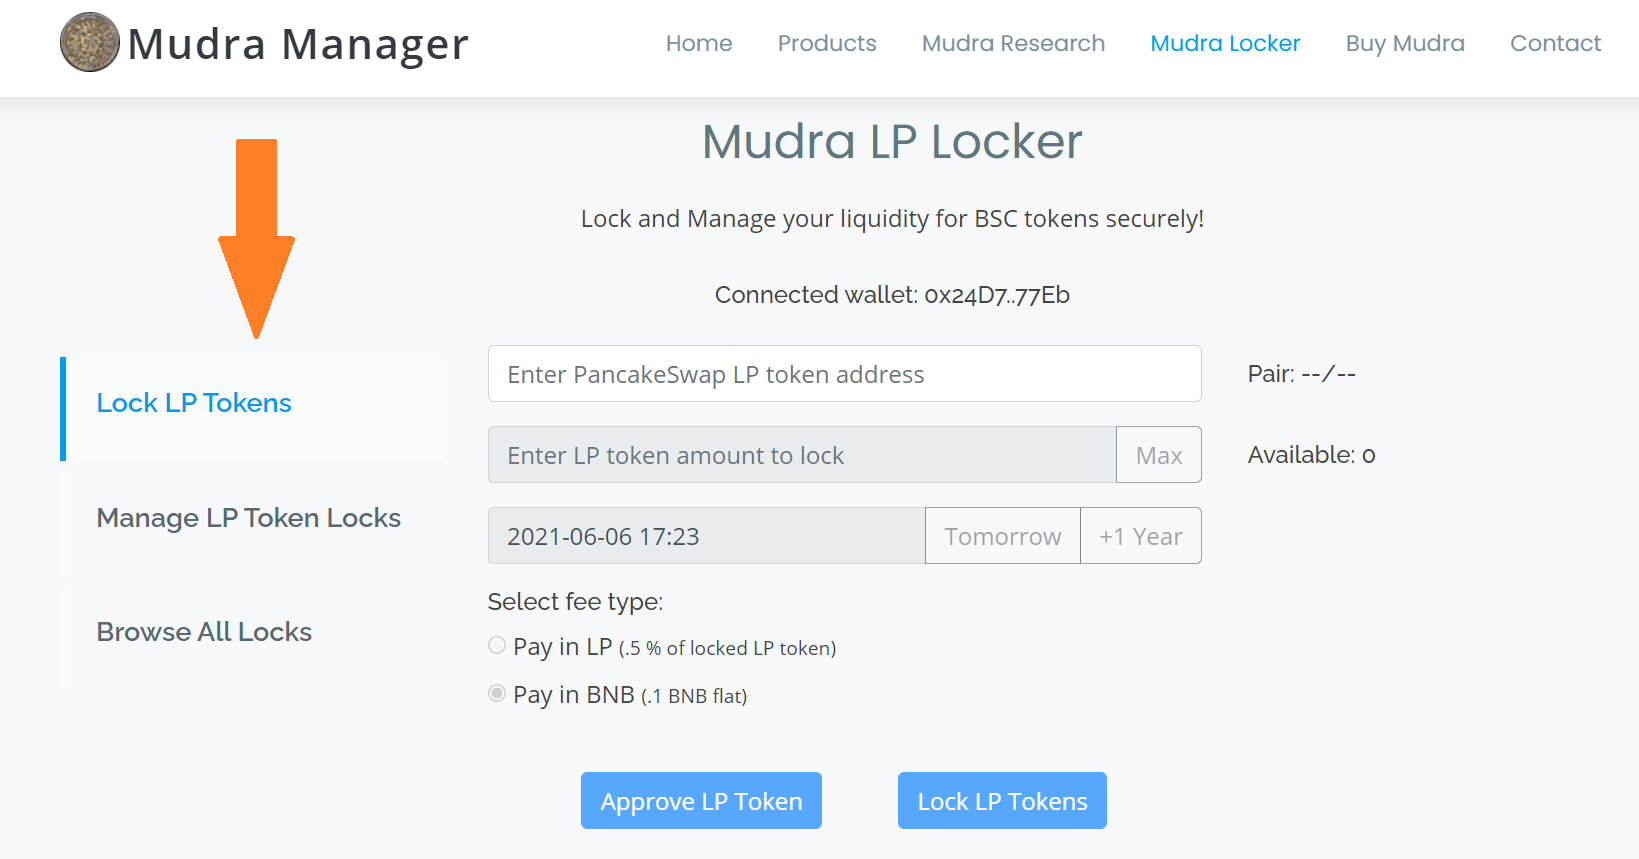 Mudra Manager
Home Products Mudra Research Mudra Locker Buy Mudra Contact
Mudra LP Locker
Lock and Manage your liquidity for BSC tokens securely!
Connected wallet: 0x24D7..77Eb
Lock LP Tokens
Manage LP Token Locks
Browse All Locks
Enter PancakeSwap LP token address
Pair: --/--
Enter LP token amount to lock Max
Available: 0
2021-06-06 17:23 Tomorrow +1 Year
Select fee type:
Pay in LP (.5 % of locked LP token)
Pay in BNB (.1 BNB flat)
Approve LP Token Lock LP Tokens